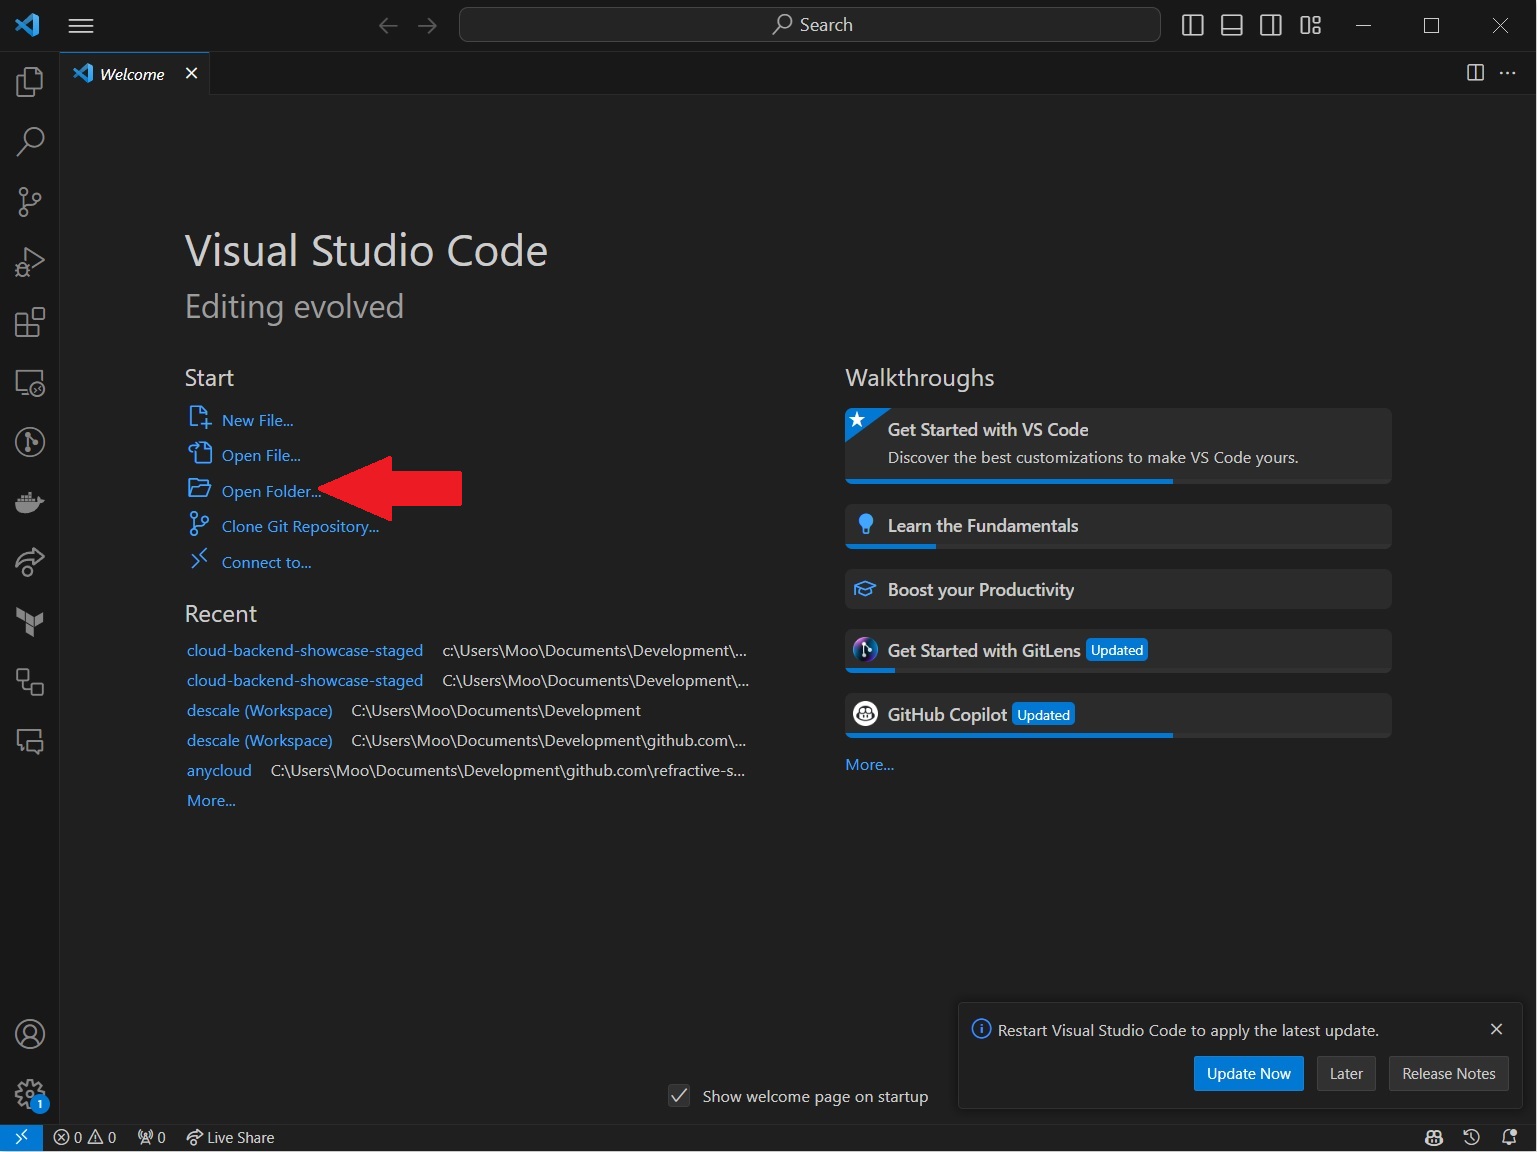 Search
Welcome
Visual Studio Code
Editing evolved
Start
New File...
Open File...
Open Folder...
Clone Git Repository...
Connect to...
Recent
cloud-backend-showcase-staged c:\Users\Moo\Documents\Development\...
cloud-backend-showcase-staged C:\Users\Moo\Documents\Development\...
descale (Workspace) C:\Users\Moo\Documents\Development
descale (Workspace) C:\Users\Moo\Documents\Development\github.com\...
anycloud C:\Users\Moo\Documents\Development\github.com\refractive-s...
More...
Walkthroughs
Get Started with VS Code
Discover the best customizations to make VS Code yours.
Learn the Fundamentals
Boost your Productivity
Get Started with GitLens Updated
GitHub Copilot Updated
More...
Restart Visual Studio Code to apply the latest update.
Update Now Later Release Notes
Show welcome page on startup
1
0 0 0 Live Share